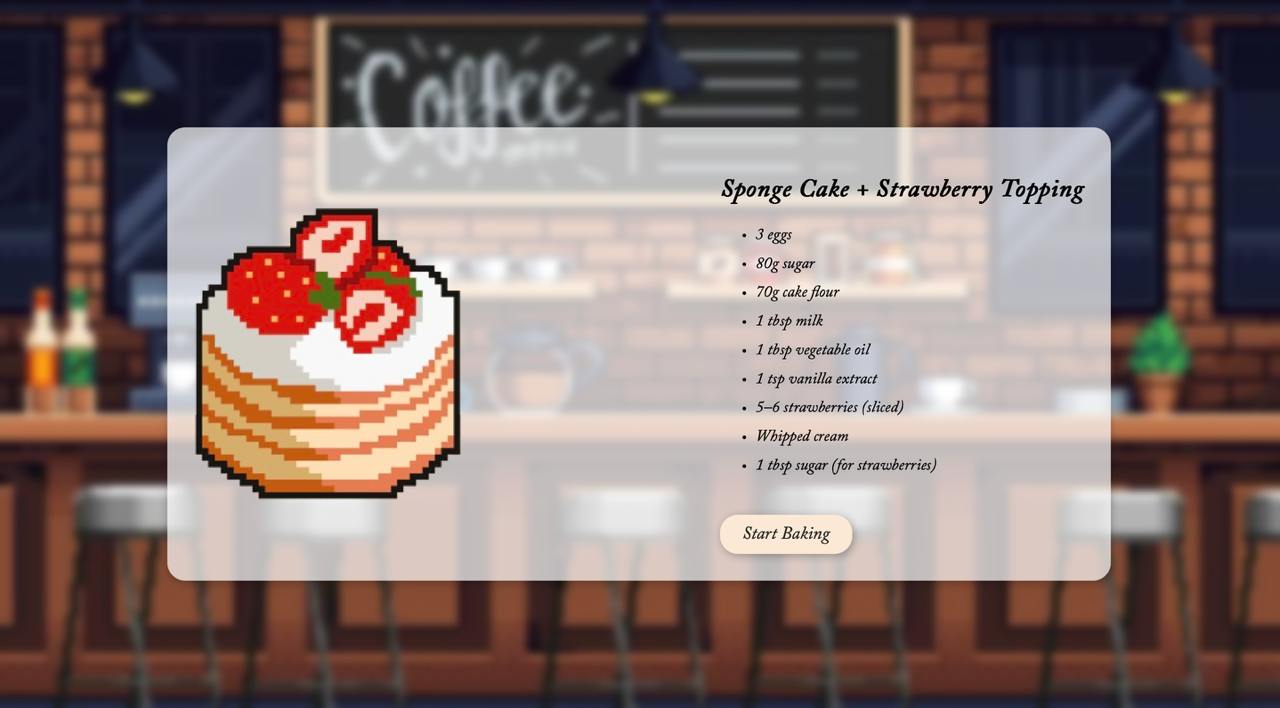 Coffee
Sponge Cake + Strawberry Topping
• 3 eggs
• 80g sugar
• 70g cake flour
• 1 tbsp milk
• 1 tbsp vegetable oil
• 1 tsp vanilla extract
• 5–6 strawberries (sliced)
• Whipped cream
• 1 tbsp sugar (for strawberries)
Start Baking